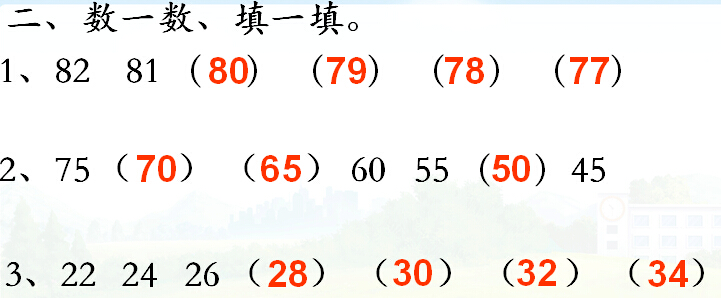 二、数一数、填一填。
1、82 81 (80) (79) (78) (77)
2、75 (70) (65) 60 55 (50) 45
3、22 24 26 (28) (30) (32) (34)